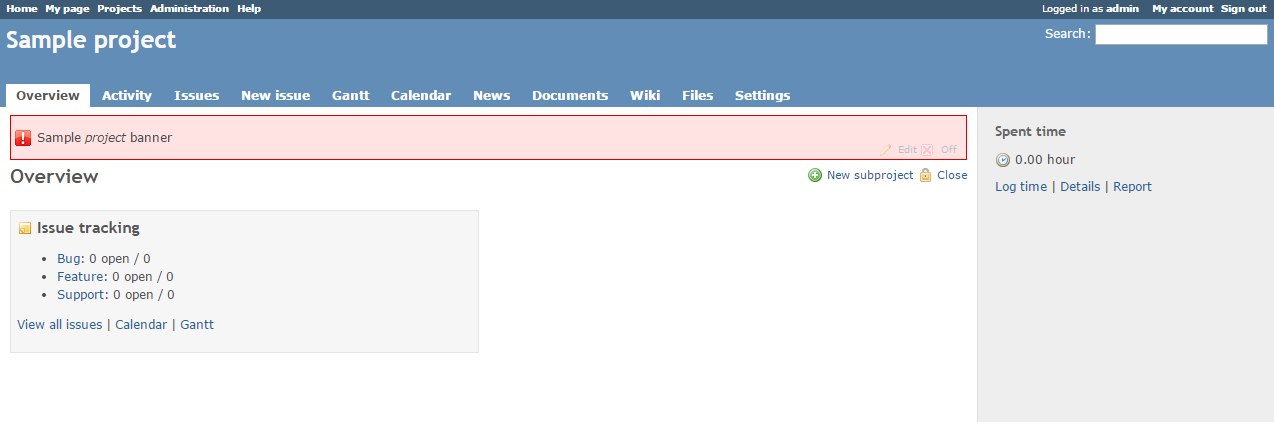 Home My page Projects Administration Help Logged in as admin My account Sign out
Sample project Search:
Overview Activity Issues New issue Gantt Calendar News Documents Wiki Files Settings
Sample project banner
Edit Off
Overview New subproject Close
Issue tracking
Bug: 0 open / 0
Feature: 0 open / 0
Support: 0 open / 0
View all issues | Calendar | Gantt
Spent time
0.00 hour
Log time | Details | Report